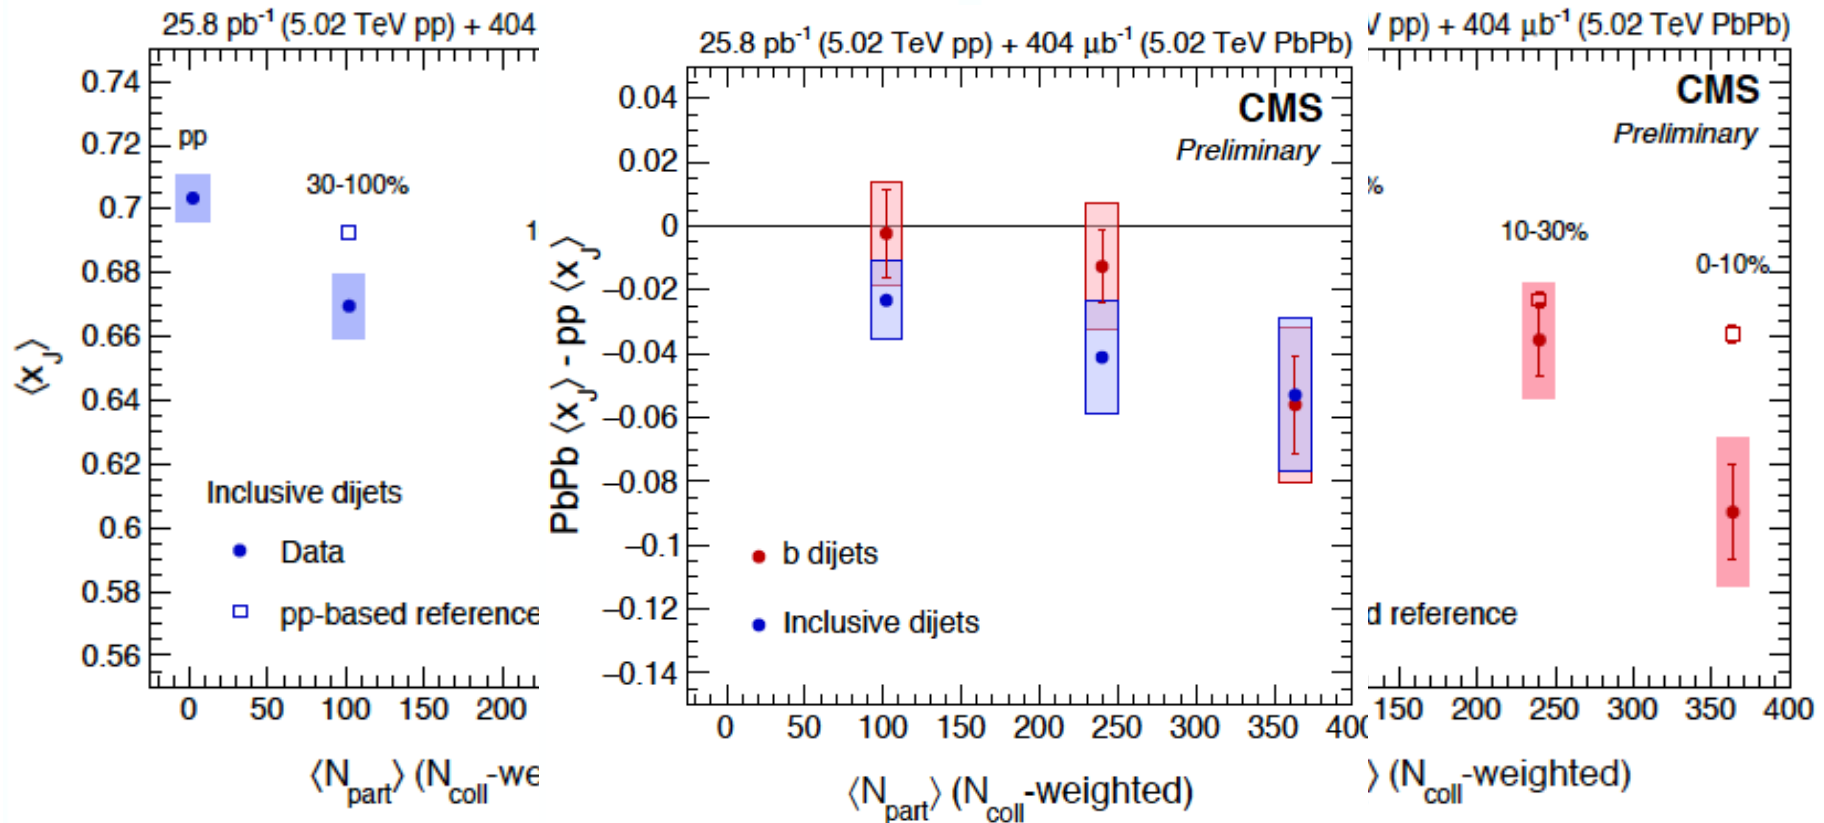 25.8 pb⁻¹ (5.02 TeV pp) + 404
0.74
0.72
0.7
0.68
0.66
0.64
0.62
0.6
0.58
0.56
⟨x_J⟩
pp
30-100%
1
Inclusive dijets
Data
pp-based reference
0 50 100 150 200
⟨N_part⟩ (N_coll-we
25.8 pb⁻¹ (5.02 TeV pp) + 404 μb⁻¹ (5.02 TeV PbPb)
0.04
0.02
0
−0.02
−0.04
−0.06
−0.08
−0.1
−0.12
−0.14
PbPb ⟨x_J⟩ - pp ⟨x_J⟩
CMS
Preliminary
b dijets
Inclusive dijets
0 50 100 150 200 250 300 350 400
⟨N_part⟩ (N_coll-weighted)
V pp) + 404 μb⁻¹ (5.02 TeV PbPb)
CMS
Preliminary
%
10-30%
0-10%
d reference
150 200 250 300 350 400
⟩ (N_coll-weighted)